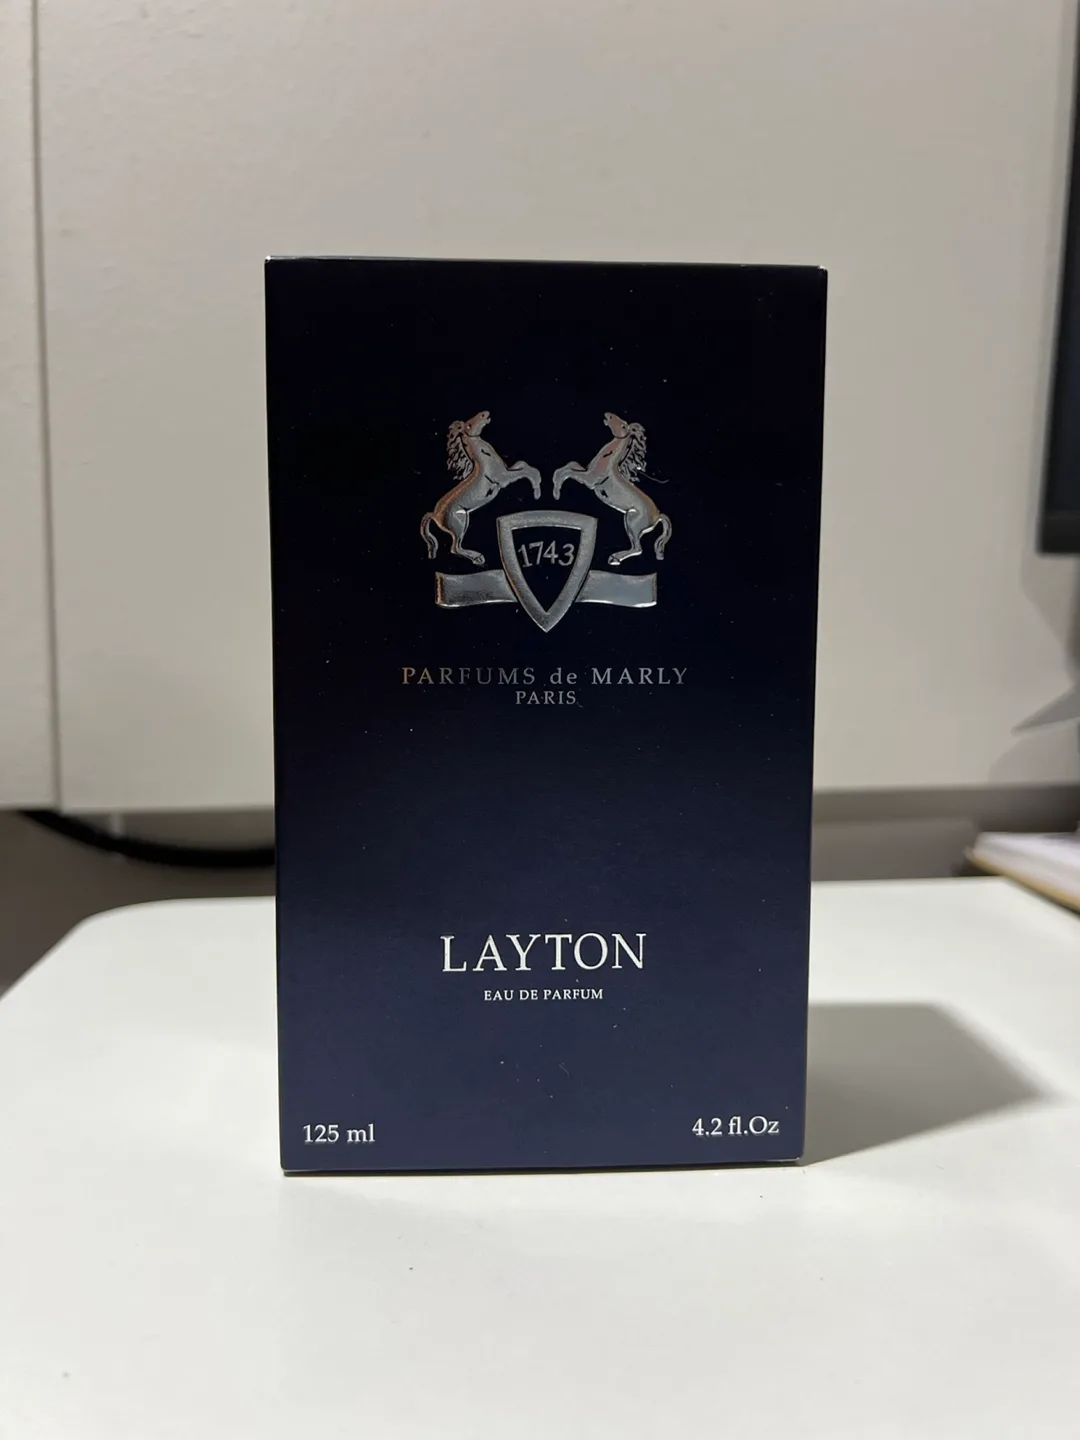 1743
PARFUMS de MARLY
PARIS
LAYTON
EAU DE PARFUM
125 ml
4.2 fl.Oz